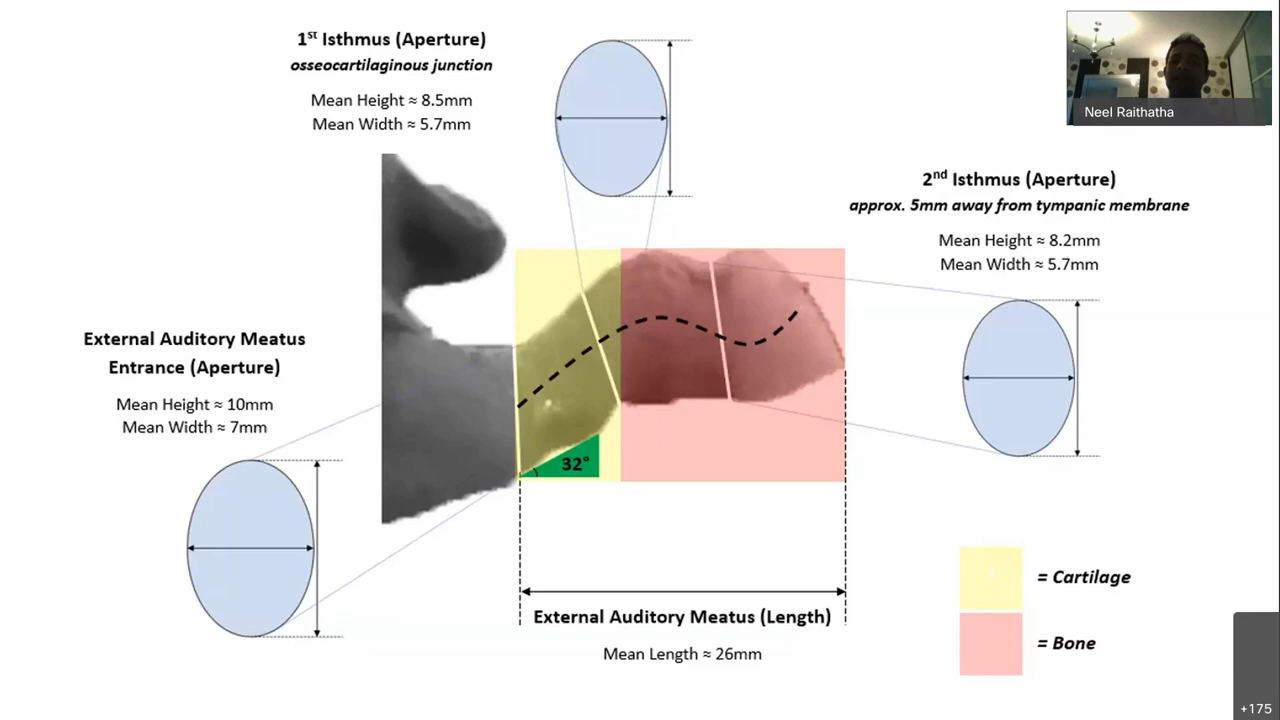 1st Isthmus (Aperture)
osseocartilaginous junction
Mean Height ≈ 8.5mm
Mean Width ≈ 5.7mm
Neel Raithatha
2nd Isthmus (Aperture)
approx. 5mm away from tympanic membrane
Mean Height ≈ 8.2mm
Mean Width ≈ 5.7mm
External Auditory Meatus
Entrance (Aperture)
Mean Height ≈ 10mm
Mean Width ≈ 7mm
32°
External Auditory Meatus (Length)
Mean Length ≈ 26mm
= Cartilage
= Bone
+175